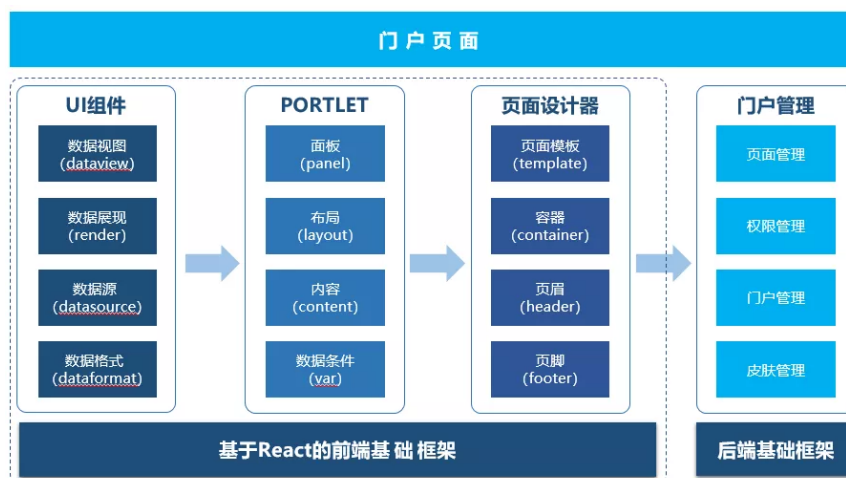 门户页面
UI组件
数据视图
(dataview)
数据展现
(render)
数据源
(datasource)
数据格式
(dataformat)
PORTLET
面板
(panel)
布局
(layout)
内容
(content)
数据条件
(var)
页面设计器
页面模板
(template)
容器
(container)
页眉
(header)
页脚
(footer)
门户管理
页面管理
权限管理
门户管理
皮肤管理
基于React的前端基础框架
后端基础框架